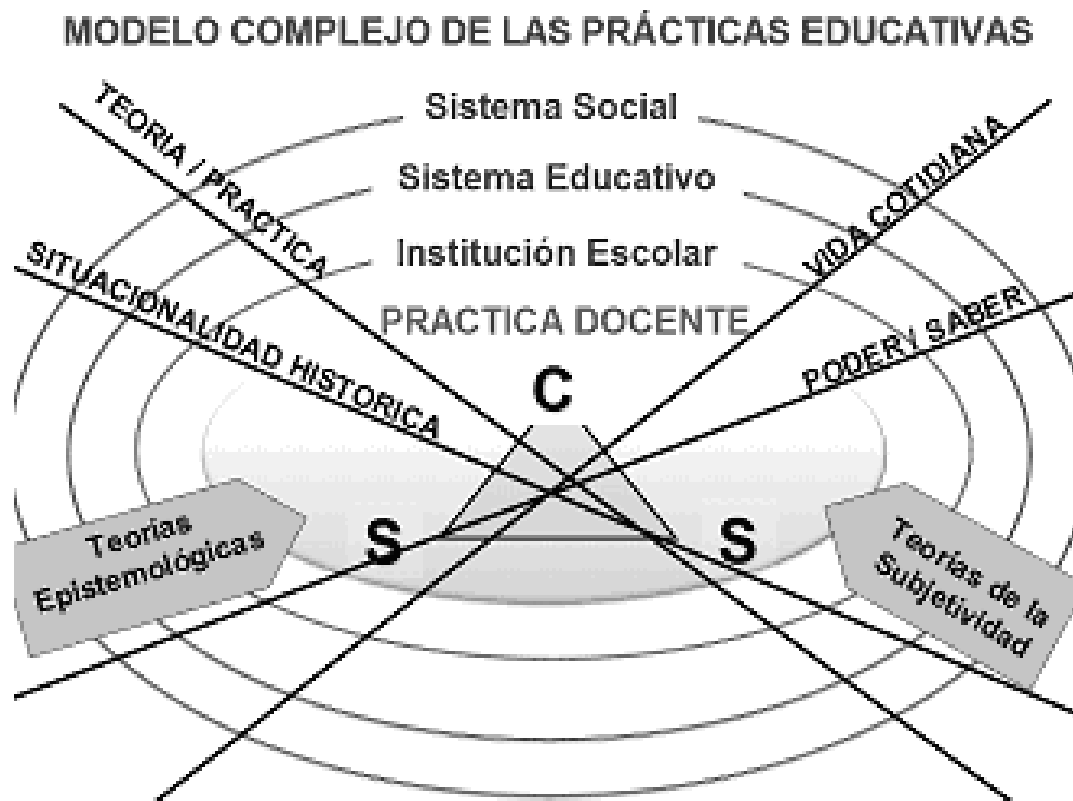 MODELO COMPLEJO DE LAS PRÁCTICAS EDUCATIVAS
Sistema Social
Sistema Educativo
Institución Escolar
PRACTICA DOCENTE
TEORIA / PRACTICA
SITUACIONALIDAD HISTORICA
VIDA COTIDIANA
PODER / SABER
C
S
S
Teorías
Epistemológicas
Teorías de la
Subjetividad